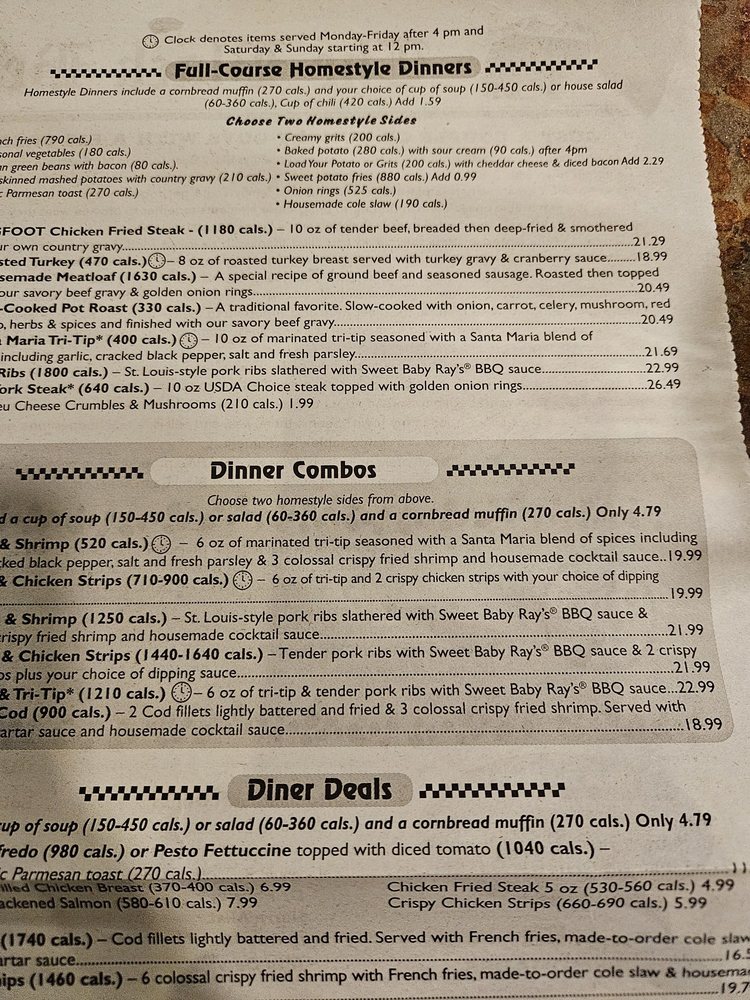 Clock denotes items served Monday-Friday after 4 pm and
Saturday & Sunday starting at 12 pm.
Full-Course Homestyle Dinners
Homestyle Dinners include a cornbread muffin (270 cals.) and your choice of cup of soup (150-450 cals.) or house salad
(60-360 cals.), Cup of chili (420 cals.) Add 1.59
Choose Two Homestyle Sides
fries (790 cals.)
vegetables (180 cals.)
green beans with bacon (80 cals.).
skinned mashed potatoes with country gravy (210 cals.)
Parmesan toast (270 cals.)
• Creamy grits (200 cals.)
• Baked potato (280 cals.) with sour cream (90 cals.) after 4pm
• Load Your Potato or Grits (200 cals.) with cheddar cheese & diced bacon Add 2.29
• Sweet potato fries (880 cals.) Add 0.99
• Onion rings (525 cals.)
• Housemade cole slaw (190 cals.)
FOOT Chicken Fried Steak - (1180 cals.) – 10 oz of tender beef, breaded then deep-fried & smothered
our own country gravy...21.29
Turkey (470 cals.) – 8 oz of roasted turkey breast served with turkey gravy & cranberry sauce...18.99
Meatloaf (1630 cals.) – A special recipe of ground beef and seasoned sausage. Roasted then topped
our savory beef gravy & golden onion rings...20.49
-Cooked Pot Roast (330 cals.) – A traditional favorite. Slow-cooked with onion, carrot, celery, mushroom, red
, herbs & spices and finished with our savory beef gravy...20.49
Maria Tri-Tip* (400 cals.) – 10 oz of marinated tri-tip seasoned with a Santa Maria blend of
including garlic, cracked black pepper, salt and fresh parsley...21.69
Ribs (1800 cals.) – St. Louis-style pork ribs slathered with Sweet Baby Ray's® BBQ sauce...22.99
Steak* (640 cals.) – 10 oz USDA Choice steak topped with golden onion rings...26.49
Cheese Crumbles & Mushrooms (210 cals.) 1.99
Dinner Combos
Choose two homestyle sides from above.
a cup of soup (150-450 cals.) or salad (60-360 cals.) and a cornbread muffin (270 cals.) Only 4.79
& Shrimp (520 cals.) – 6 oz of marinated tri-tip seasoned with a Santa Maria blend of spices including
black pepper, salt and fresh parsley & 3 colossal crispy fried shrimp and housemade cocktail sauce..19.99
& Chicken Strips (710-900 cals.) – 6 oz of tri-tip and 2 crispy chicken strips with your choice of dipping
...19.99
& Shrimp (1250 cals.) – St. Louis-style pork ribs slathered with Sweet Baby Ray's® BBQ sauce &
crispy fried shrimp and housemade cocktail sauce...21.99
& Chicken Strips (1440-1640 cals.) – Tender pork ribs with Sweet Baby Ray's® BBQ sauce & 2 crispy
plus your choice of dipping sauce...21.99
& Tri-Tip* (1210 cals.) – 6 oz of tri-tip & tender pork ribs with Sweet Baby Ray's® BBQ sauce...22.99
Cod (900 cals.) – 2 Cod fillets lightly battered and fried & 3 colossal crispy fried shrimp. Served with
tartar sauce and housemade cocktail sauce...18.99
Diner Deals
cup of soup (150-450 cals.) or salad (60-360 cals.) and a cornbread muffin (270 cals.) Only 4.79
(980 cals.) or Pesto Fettuccine topped with diced tomato (1040 cals.) –
Parmesan toast (270 cals.)...
Chicken Breast (370-400 cals.) 6.99
Salmon (580-610 cals.) 7.99
Chicken Fried Steak 5 oz (530-560 cals.) 4.99
Crispy Chicken Strips (660-690 cals.) 5.99
(1740 cals.) – Cod fillets lightly battered and fried. Served with French fries, made-to-order cole slaw
tartar sauce...
(1460 cals.) – 6 colossal crispy fried shrimp with French fries, made-to-order cole slaw &